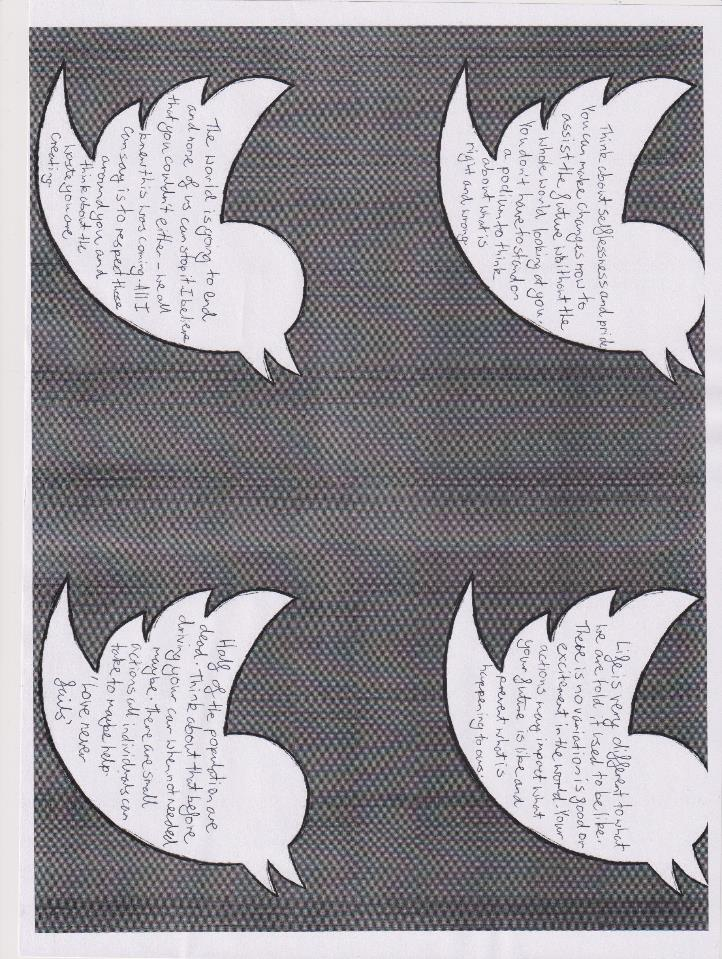 Think about selflessness and pride
You can make changes now to
assist the future without the
whole world looking at you.
You don't have to stand on
a podium to think
about what is
right and wrong.
Life is very different to what
we are told it used to be like.
There is no variation is good or
excitement in the world. Your
actions may impact what
your future is like and
prevent what is
happening to ours.
The world is going to end
and none of us can stop it. I believe
that you couldn't either - we all
knew this was coming. All I
can say is to respect those
around you and
think about the
waste you are
creating.
Half of the population are
dead. Think about that before
driving your car when not needed
maybe. There are small
actions all individuals can
take to maybe help.
"Love never
fails"